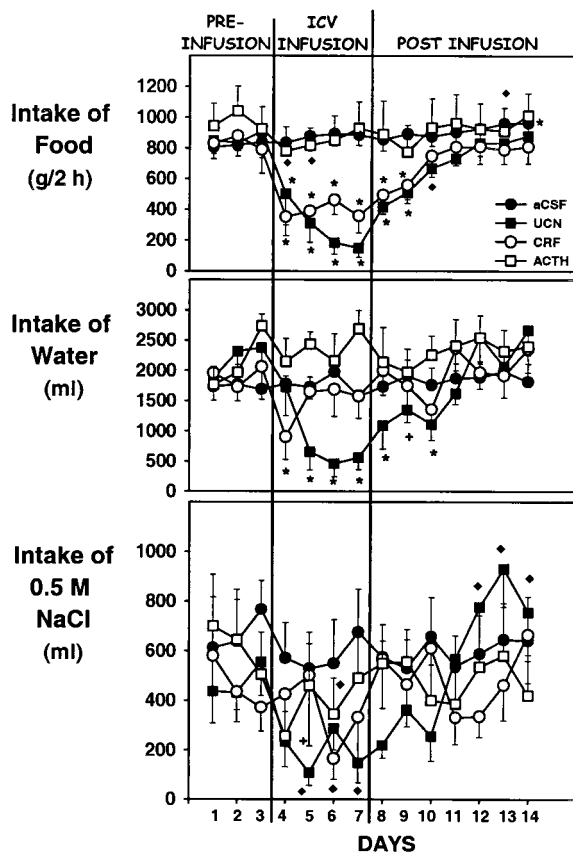 PRE-
INFUSION
ICV
INFUSION
POST INFUSION
Intake of
Food
(g/2 h)
1200
1000
800
600
400
200
0
aCSF
UCN
CRF
ACTH
Intake of
Water
(ml)
3000
2500
2000
1500
1000
500
0
Intake of
0.5 M
NaCl
(ml)
1000
800
600
400
200
0
1 2 3 4 5 6 7 8 9 10 11 12 13 14
DAYS